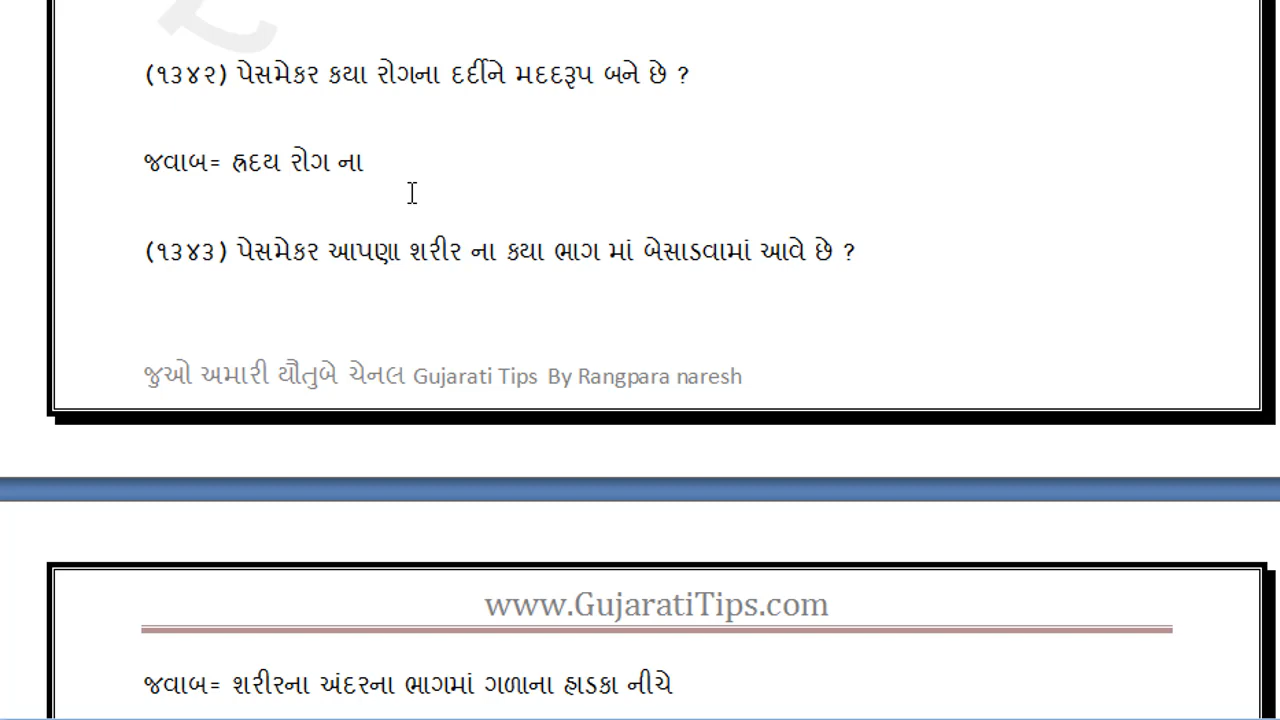 (૧૩૪૨) પેસમેકર કયા રોગના દર્દીને મદદરૂપ બને છે ?
જવાબ= હ્રદય રોગ ના
(૧૩૪૩) પેસમેકર આપણા શરીર ના કયા ભાગ માં બેસાડવામાં આવે છે ?
જુઓ અમારી યૌતુબે ચેનલ Gujarati Tips By Rangpara naresh
www.GujaratiTips.com
જવાબ= શરીરના અંદરના ભાગમાં ગળાના હાડકા નીચે